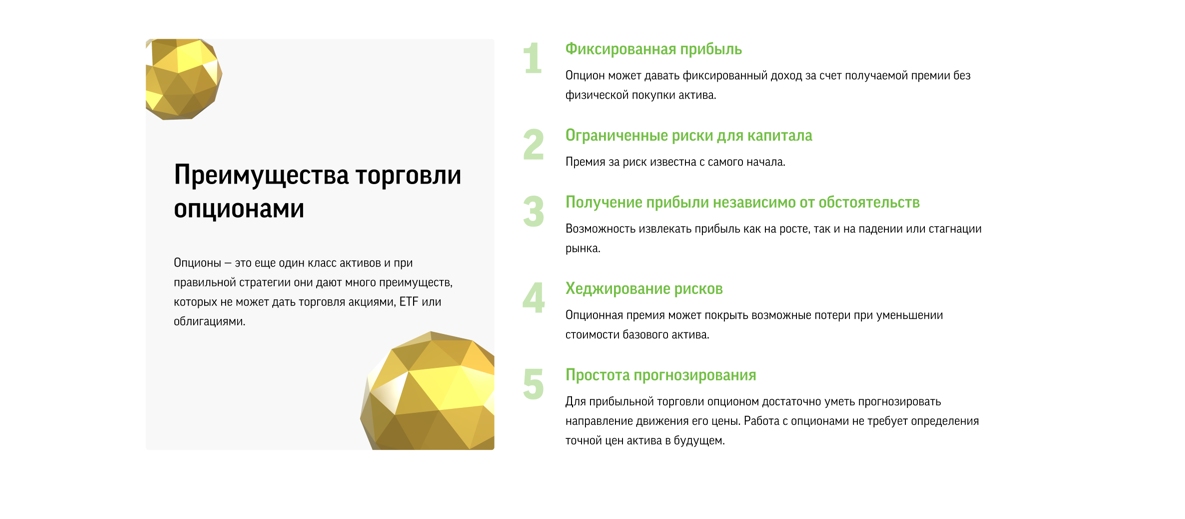 Преимущества торговли
опционами
Опционы – это еще один класс активов и при
правильной стратегии они дают много преимуществ,
которых не может дать торговля акциями, ETF или
облигациями.
1
Фиксированная прибыль
Опцион может давать фиксированный доход за счет получаемой премии без
физической покупки актива.
2
Ограниченные риски для капитала
Премия за риск известна с самого начала.
3
Получение прибыли независимо от обстоятельств
Возможность извлекать прибыль как на росте, так и на падении или стагнации
рынка.
4
Хеджирование рисков
Опционная премия может покрыть возможные потери при уменьшении
стоимости базового актива.
5
Простота прогнозирования
Для прибыльной торговли опционом достаточно уметь прогнозировать
направление движения его цены. Работа с опционами не требует определения
точной цен актива в будущем.